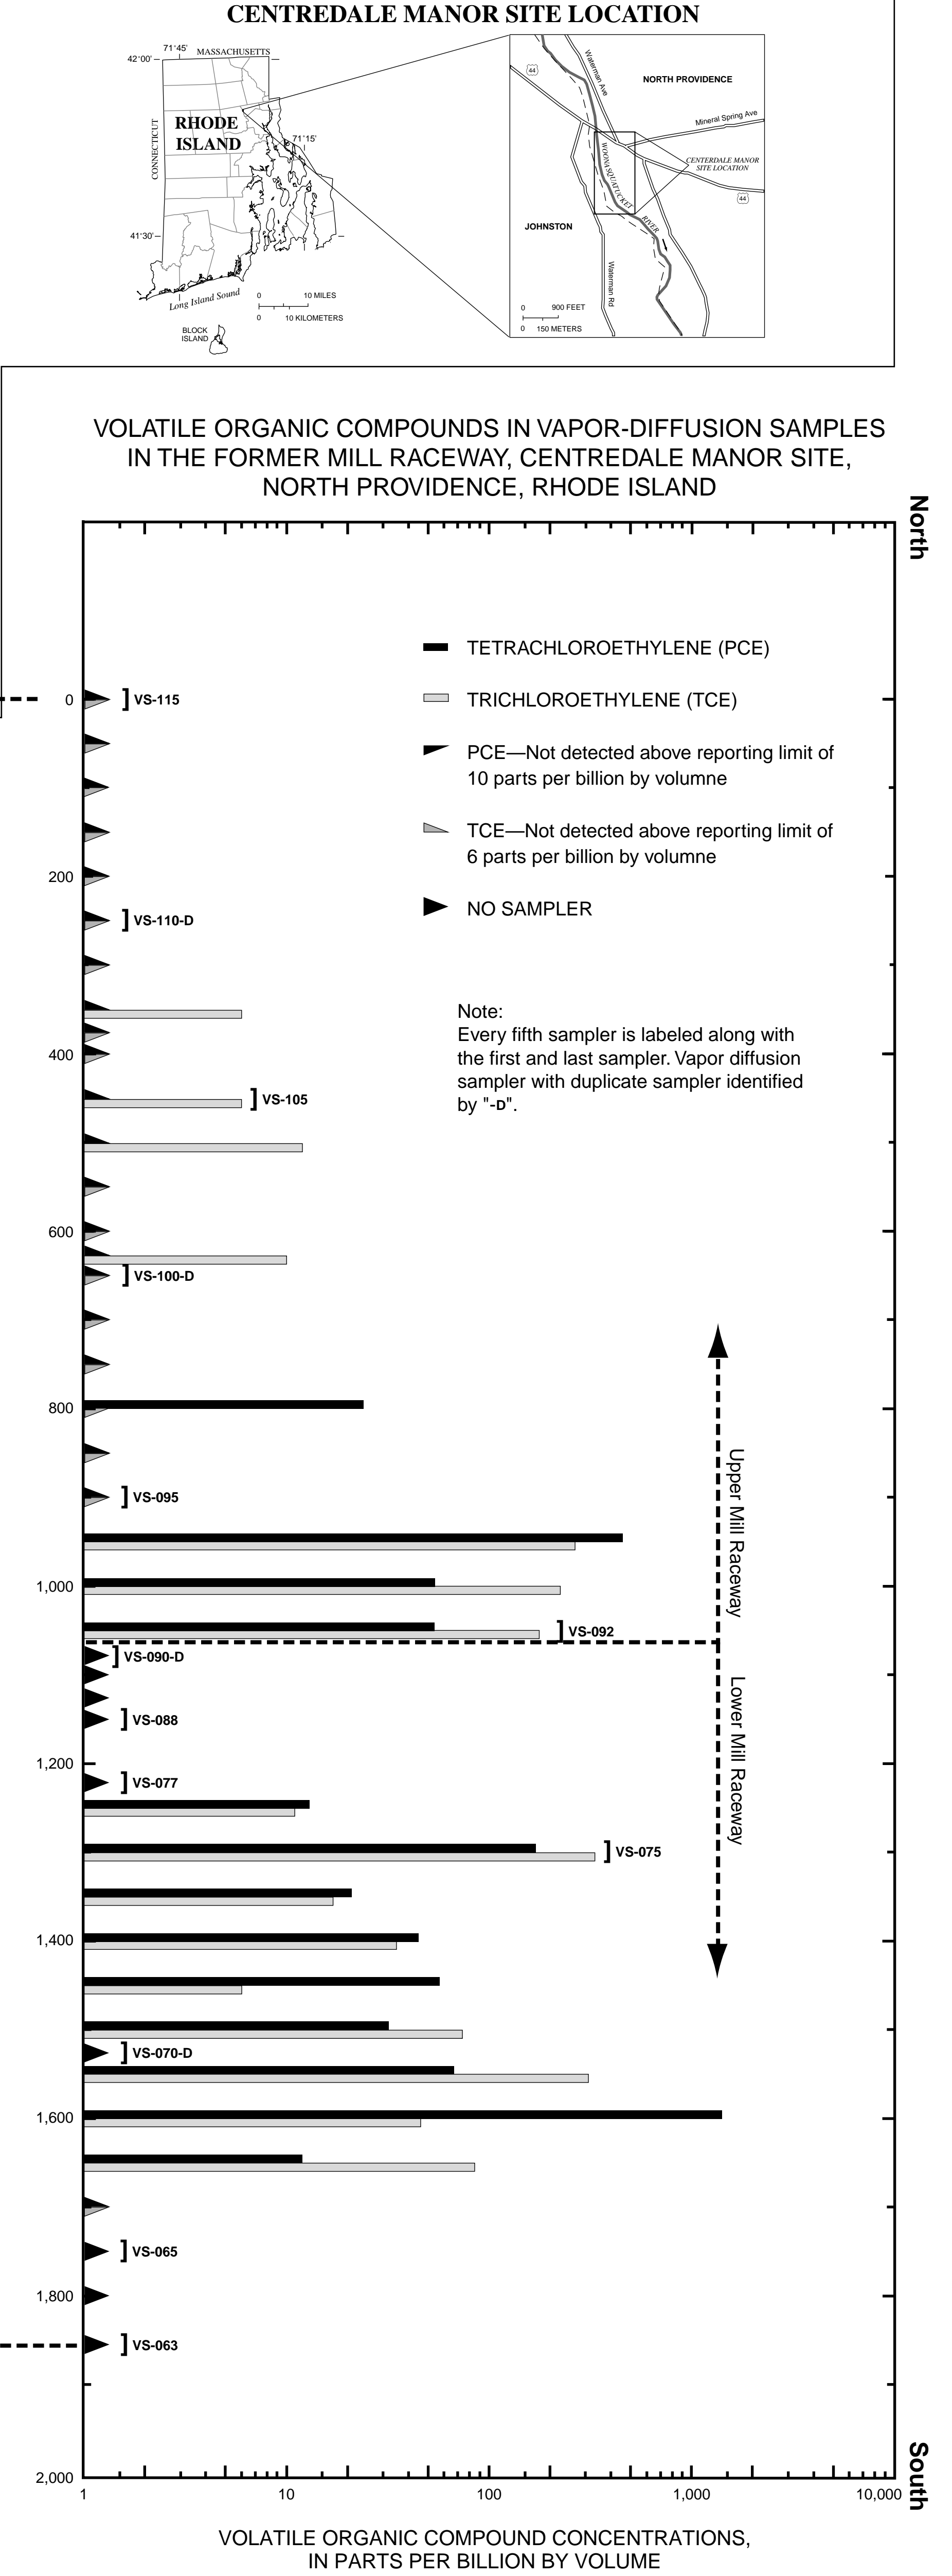 CENTREDALE MANOR SITE LOCATION
71°45'
MASSACHUSETTS
42°00'
CONNECTICUT
RHODE
ISLAND
71°15'
41°30'
Long Island Sound
0 10 MILES
0 10 KILOMETERS
BLOCK
ISLAND
44
Waterman Ave
NORTH PROVIDENCE
Mineral Spring Ave
WOONASQUATUCKET
RIVER
CENTERDALE MANOR
SITE LOCATION
44
JOHNSTON
Waterman Rd
0 900 FEET
0 150 METERS
VOLATILE ORGANIC COMPOUNDS IN VAPOR-DIFFUSION SAMPLES
IN THE FORMER MILL RACEWAY, CENTREDALE MANOR SITE,
NORTH PROVIDENCE, RHODE ISLAND
North
TETRACHLOROETHYLENE (PCE)
TRICHLOROETHYLENE (TCE)
PCE—Not detected above reporting limit of
10 parts per billion by volumne
TCE—Not detected above reporting limit of
6 parts per billion by volumne
NO SAMPLER
Note:
Every fifth sampler is labeled along with
the first and last sampler. Vapor diffusion
sampler with duplicate sampler identified
by "-D".
0
] VS-115
200
] VS-110-D
400
] VS-105
600
] VS-100-D
800
] VS-095
1,000
] VS-092
] VS-090-D
] VS-088
1,200
] VS-077
] VS-075
1,400
] VS-070-D
1,600
] VS-065
1,800
] VS-063
2,000
Upper Mill Raceway
Lower Mill Raceway
South
1 10 100 1,000 10,000
VOLATILE ORGANIC COMPOUND CONCENTRATIONS,
IN PARTS PER BILLION BY VOLUME